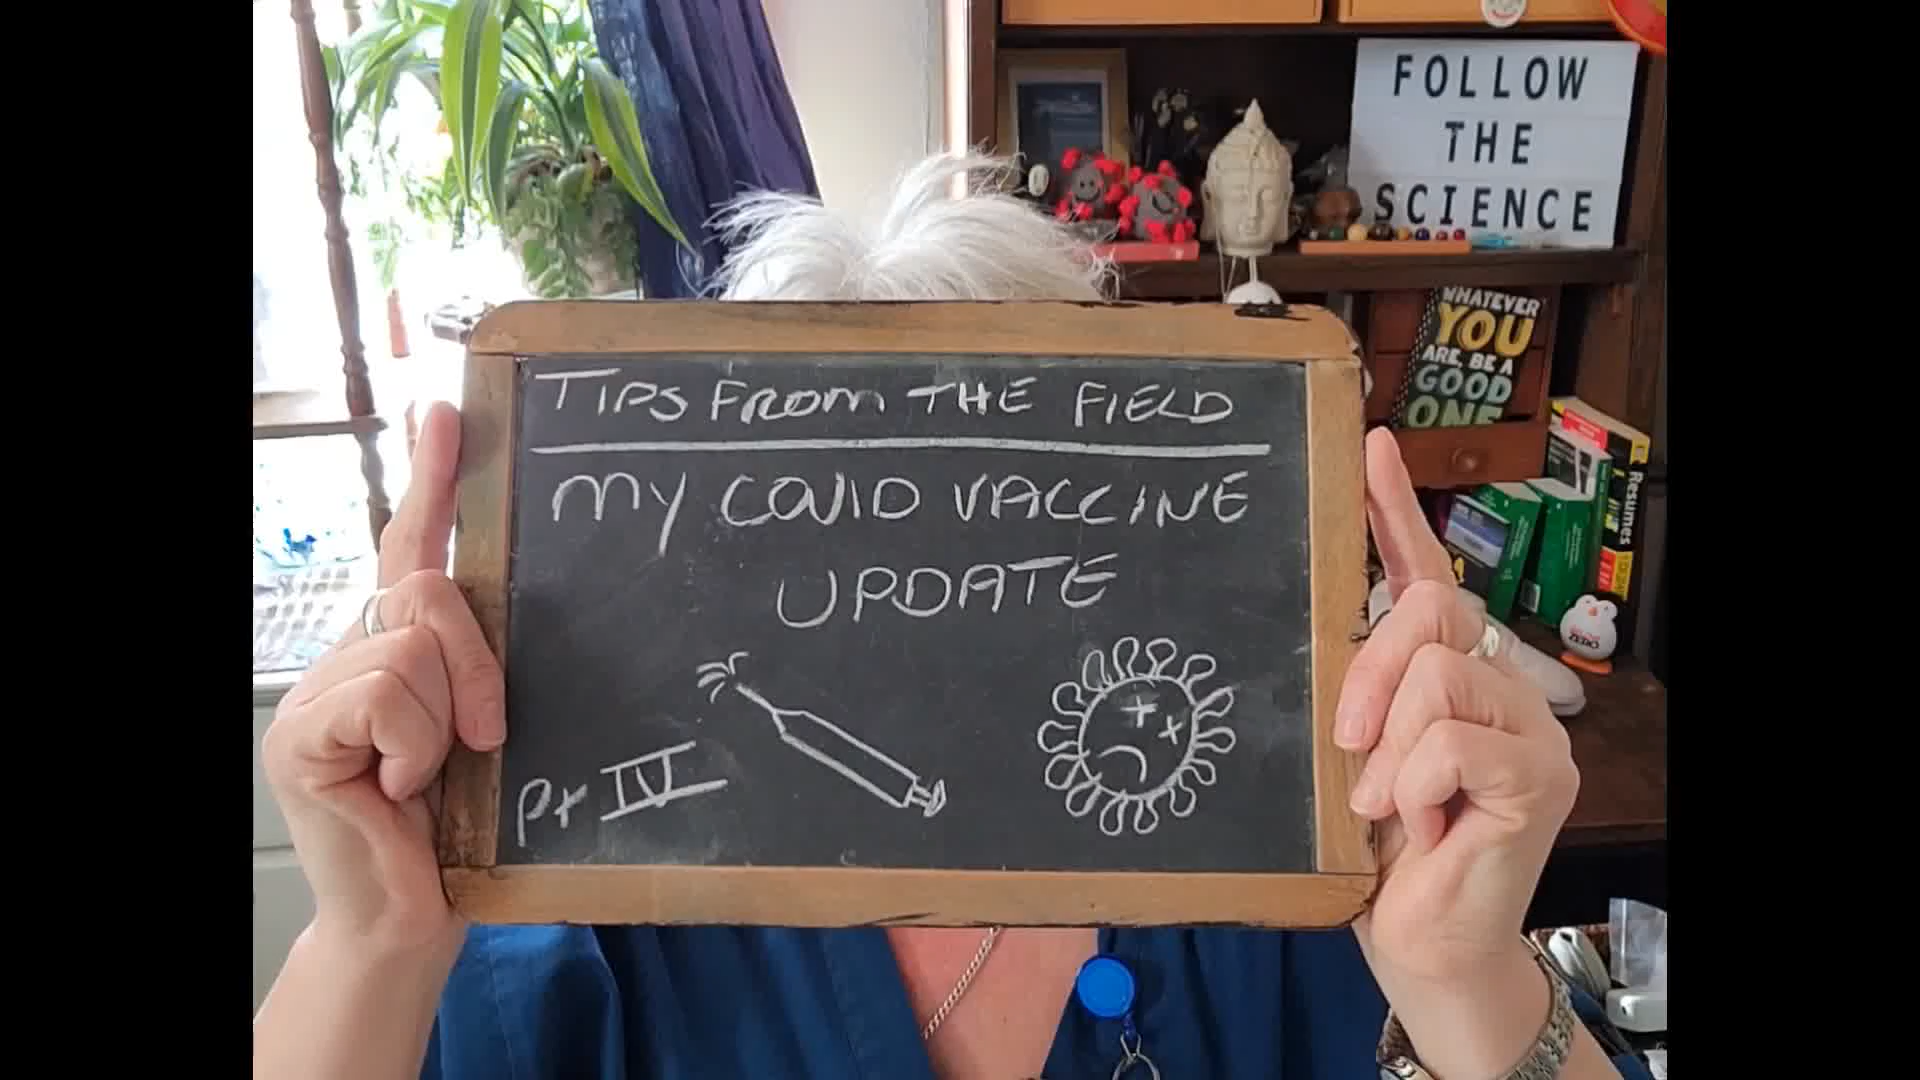 FOLLOW
THE
SCIENCE
WHATEVER
YOU
ARE, BE A
GOOD
ONE
TIPS FROM THE FIELD
MY COVID VACCINE
UPDATE
Pt IV
Resumes